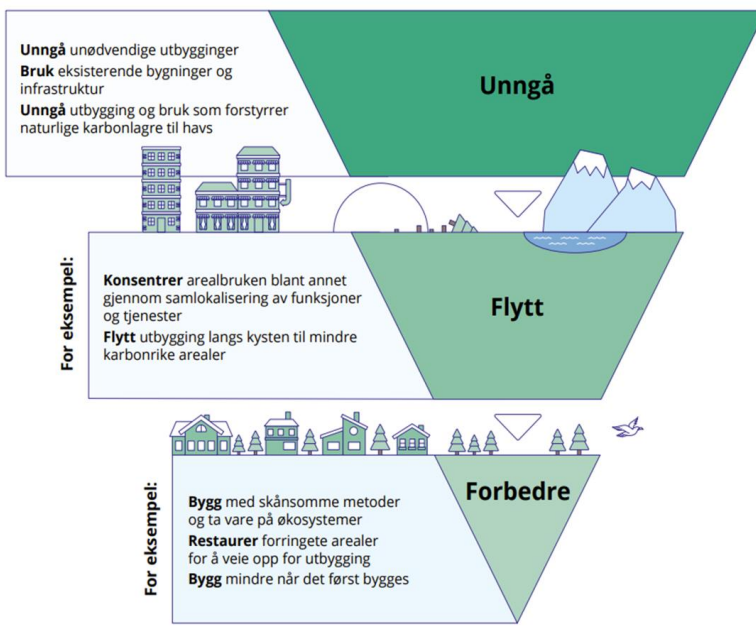 Unngå unødvendige utbygginger
Bruk eksisterende bygninger og
infrastruktur
Unngå utbygging og bruk som forstyrrer
naturlige karbonlagre til havs
Unngå
For eksempel:
Konsentrer arealbruken blant annet
gjennom samlokalisering av funksjoner
og tjenester
Flytt utbygging langs kysten til mindre
karbonrike arealer
Flytt
For eksempel:
Bygg med skånsomme metoder
og ta vare på økosystemer
Restaurer forringete arealer
for å veie opp for utbygging
Bygg mindre når det først bygges
Forbedre